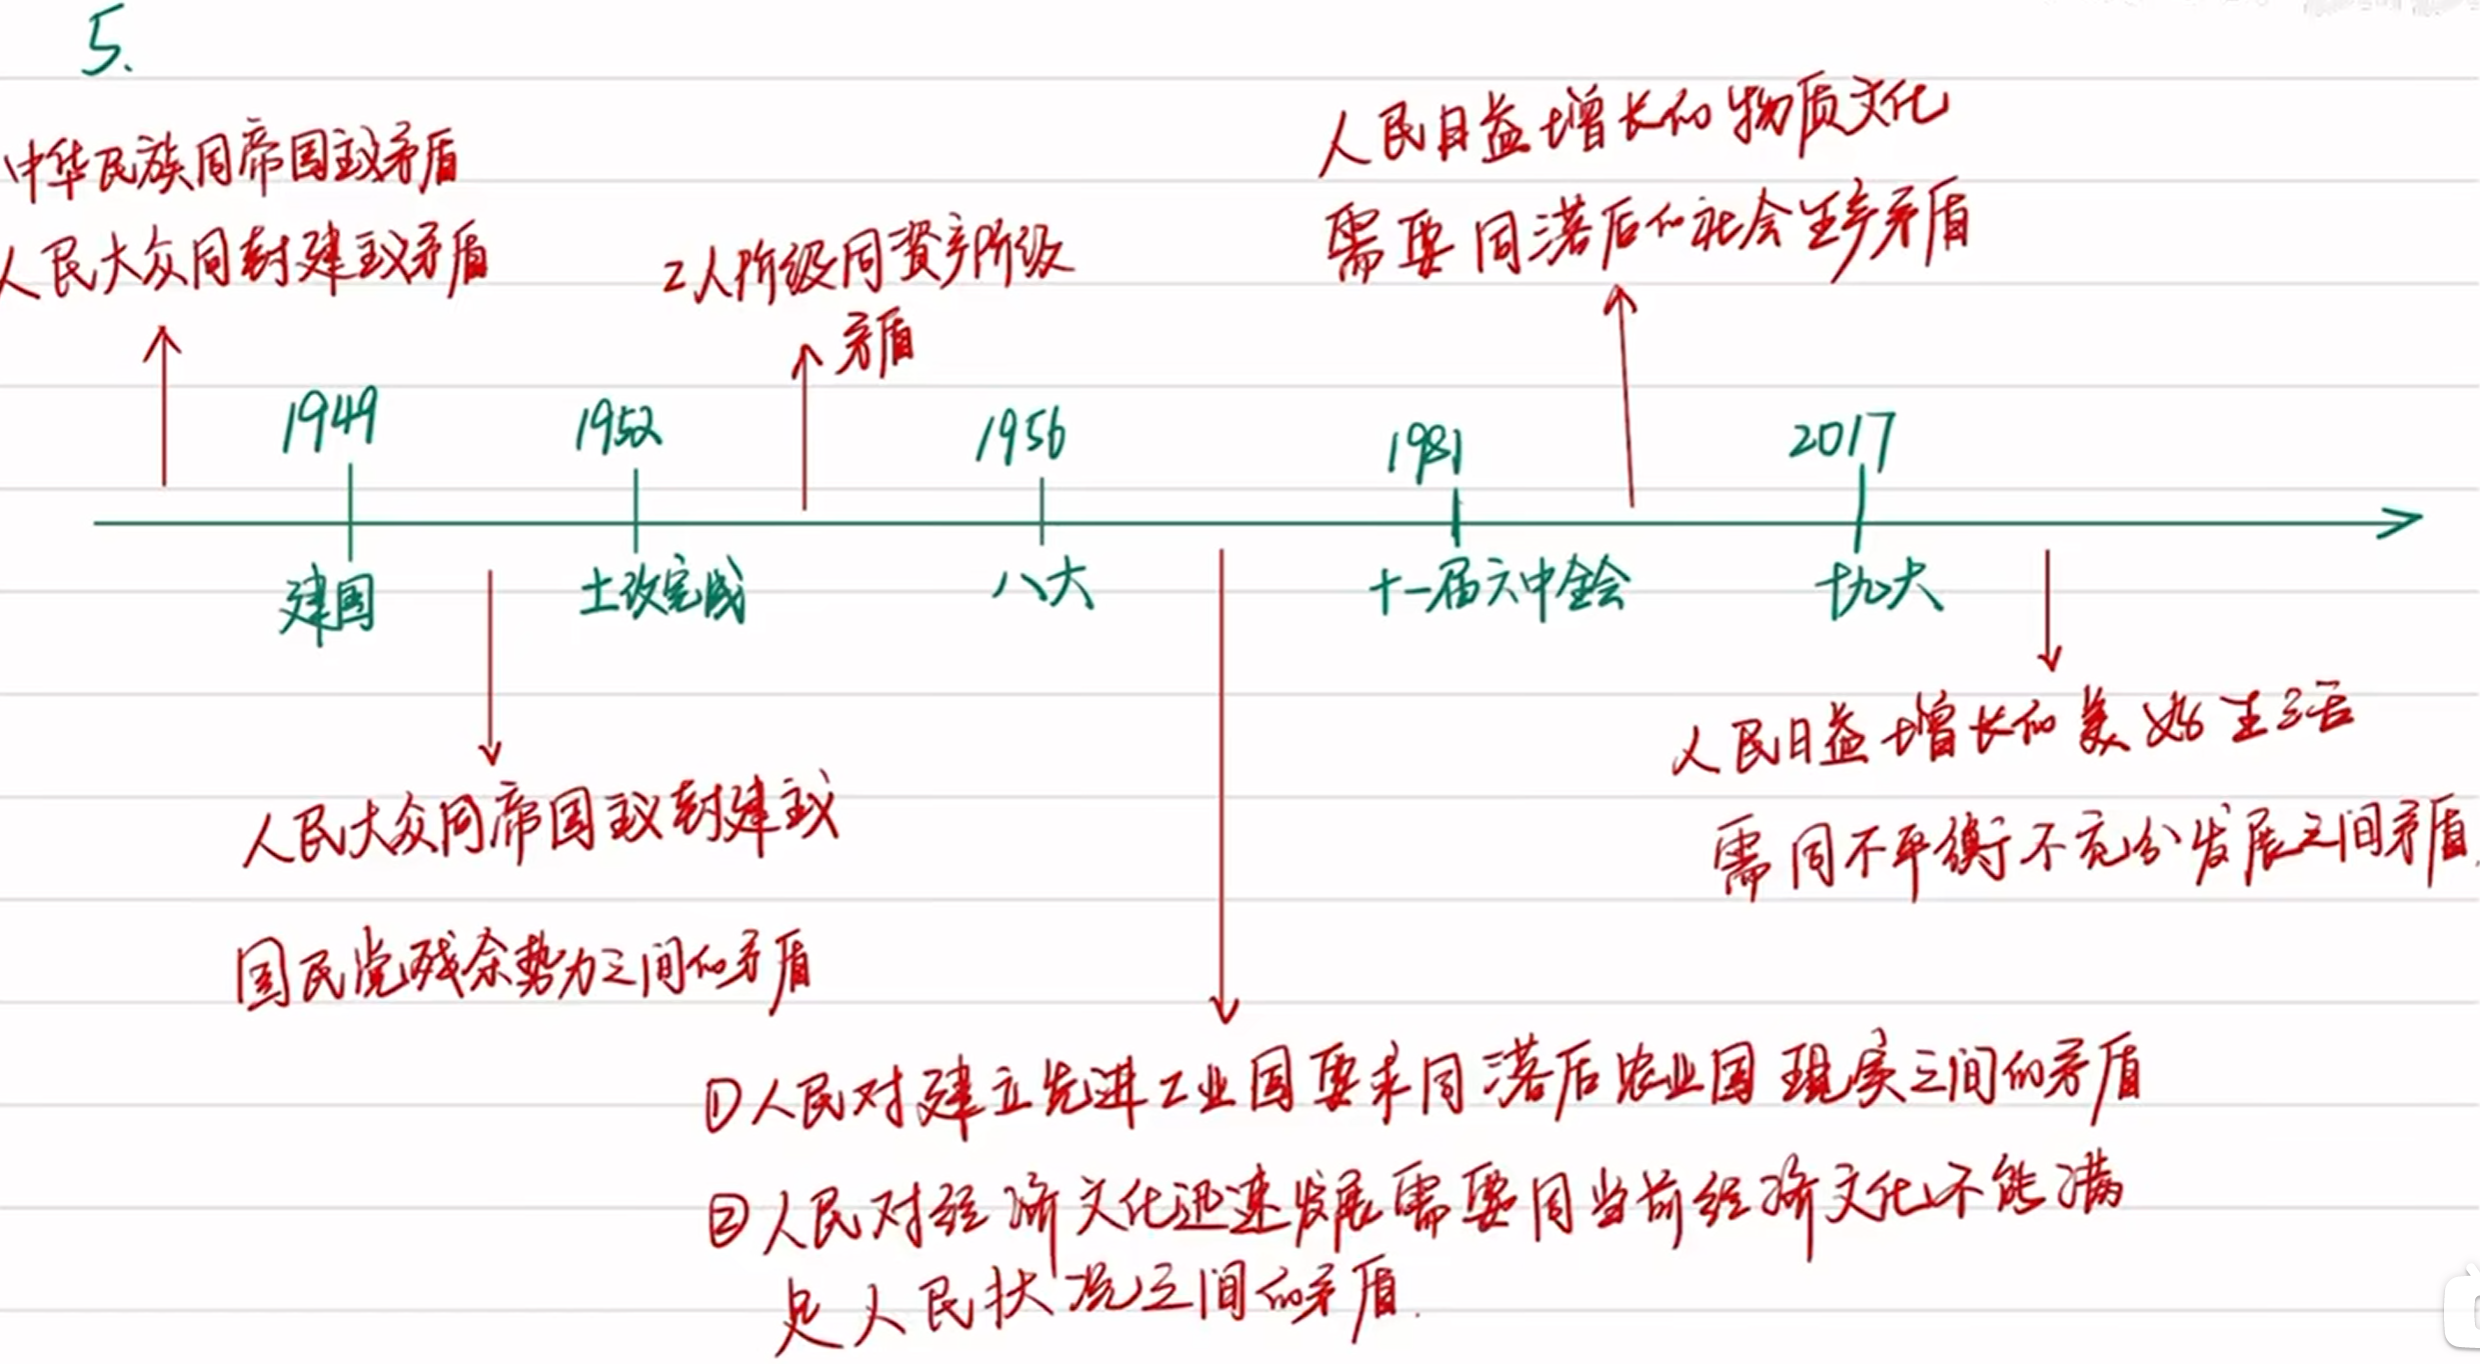 5.
中华民族同帝国主义矛盾
人民大众同封建主义矛盾
工人阶级同资产阶级
矛盾
人民日益增长的物质文化
需要同落后的社会生产矛盾
1949
1952
1956
1981
2017
建国
土改完成
八大
十一届六中全会
十九大
人民大众同帝国主义封建主义
国民党残余势力之间的矛盾
人民日益增长的美好生活
需同不平衡不充分发展之间矛盾.
①人民对建立先进工业国要求同落后农业国现实之间的矛盾
②人民对经济文化迅速发展需要同当前经济文化不能满
足人民状况之间的矛盾.